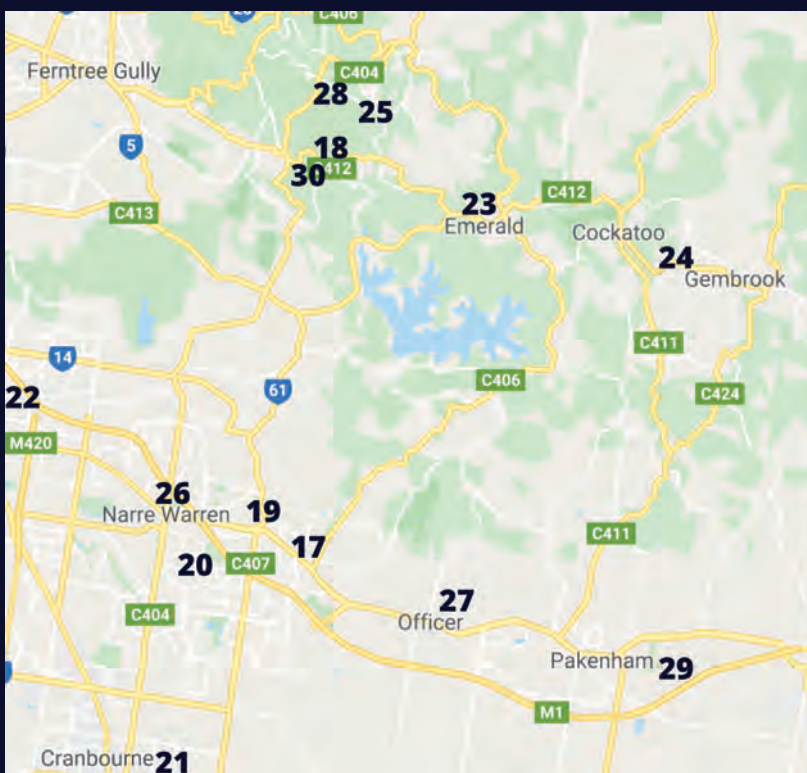 C406
Ferntree Gully
C404
28
25
5
18
C412
30
C413
23
C412
Emerald
Cockatoo
24
Gembrook
14
C411
61
C406
C424
22
M420
26
Narre Warren
19
17
C411
20
C407
27
C404
Officer
Pakenham
29
M1
Cranbourne
21